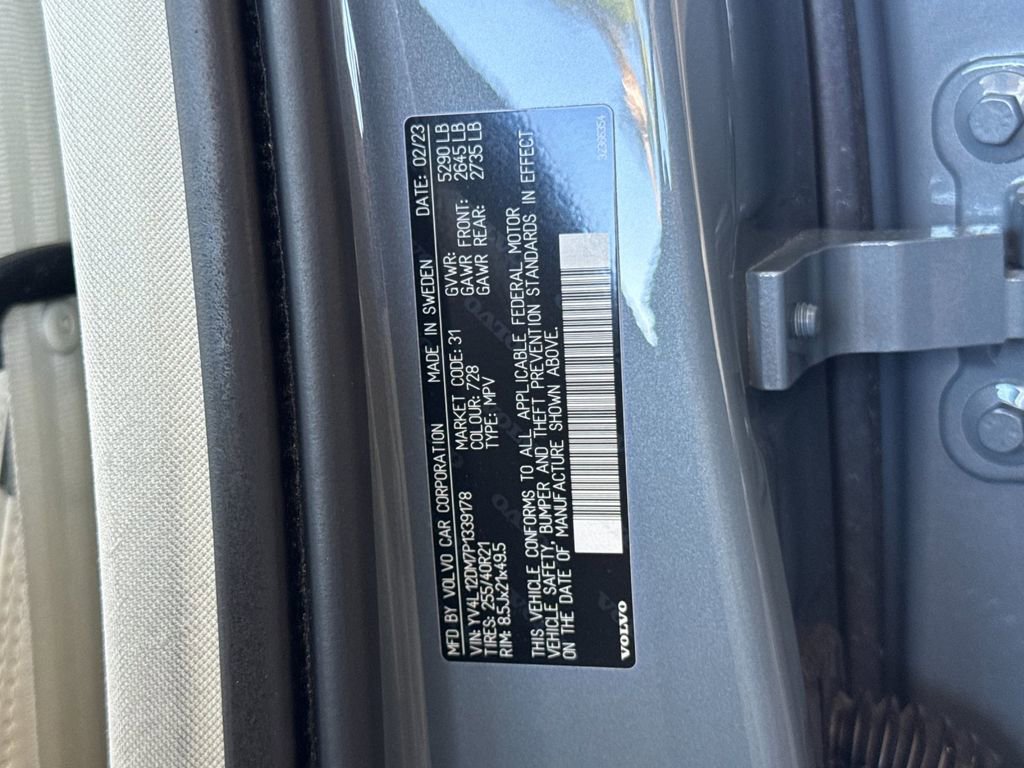 MFD BY VOLVO CAR CORPORATION MADE IN SWEDEN DATE: 02/23
VIN: YV4L12DM7P1339178 MARKET CODE: 31 GVWR: 5290 LB
TIRES: 255/40R21 COLOUR: 728 GAWR FRONT: 2645 LB
RIM: 8.5Jx21x49.5 TYPE: MPV GAWR REAR: 2735 LB
THIS VEHICLE CONFORMS TO ALL APPLICABLE FEDERAL MOTOR
VEHICLE SAFETY, BUMPER AND THEFT PREVENTION STANDARDS IN EFFECT
ON THE DATE OF MANUFACTURE SHOWN ABOVE.
VOLVO